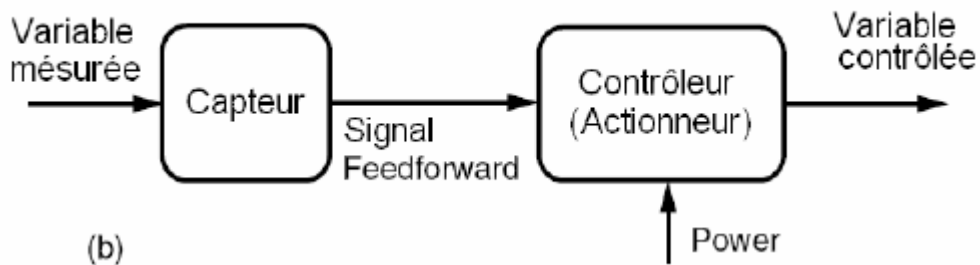 Variable
mésurée
Capteur
Signal
Feedforward
Contrôleur
(Actionneur)
Variable
contrôlée
Power
(b)